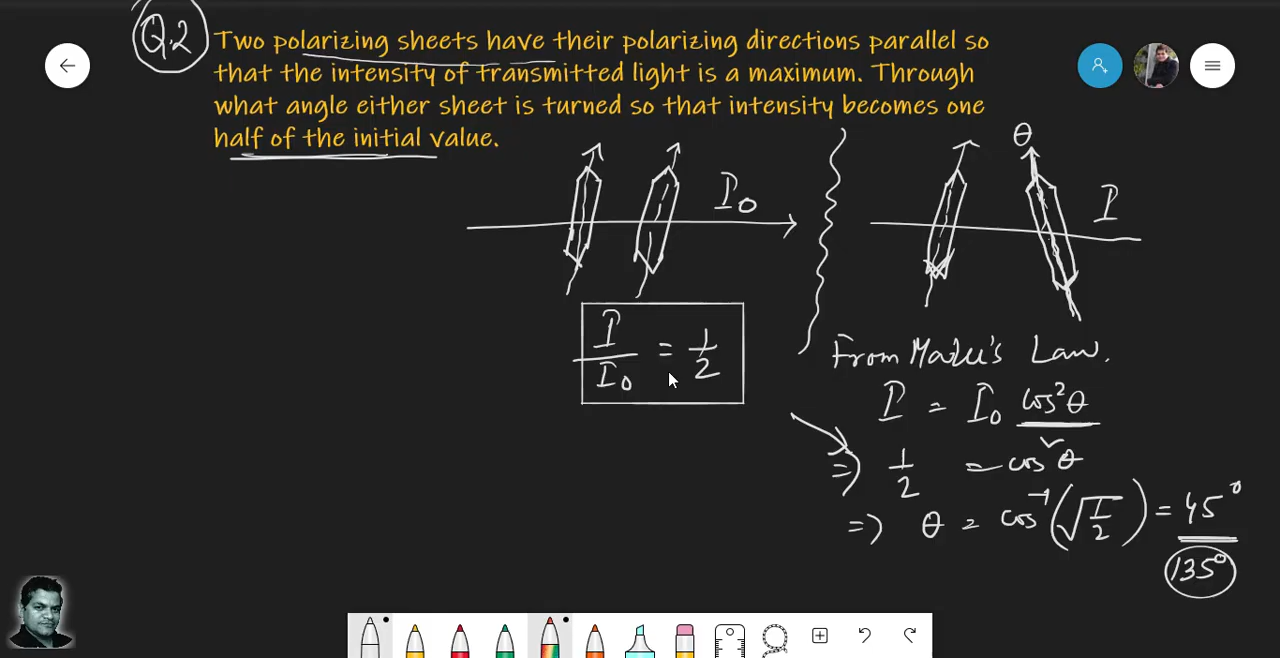 Q.2
Two polarizing sheets have their polarizing directions parallel so
that the intensity of transmitted light is a maximum. Through
what angle either sheet is turned so that intensity becomes one
half of the initial value.
I₀
θ
I
I/I₀ = 1/2
From Malu's Law.
I = I₀ cos²θ
⇒ 1/2 = cos²θ
⇒ θ = cos⁻¹(√1/2) = 45°
135°